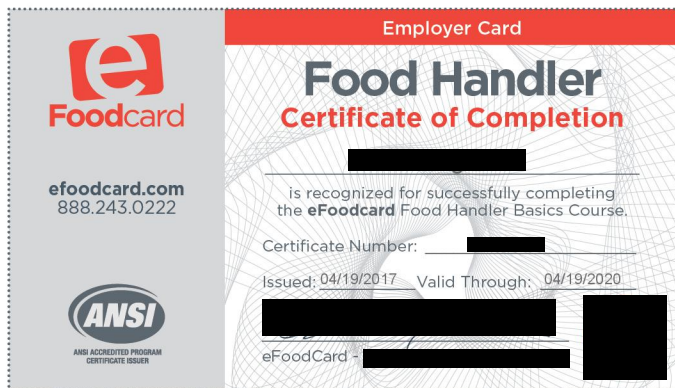 e
Foodcard
efoodcard.com
888.243.0222
ANSI
ANSI ACCREDITED PROGRAM
CERTIFICATE ISSUER
Employer Card
Food Handler
Certificate of Completion
is recognized for successfully completing
the eFoodcard Food Handler Basics Course.
Certificate Number:
Issued: 04/19/2017 Valid Through: 04/19/2020
eFoodCard -